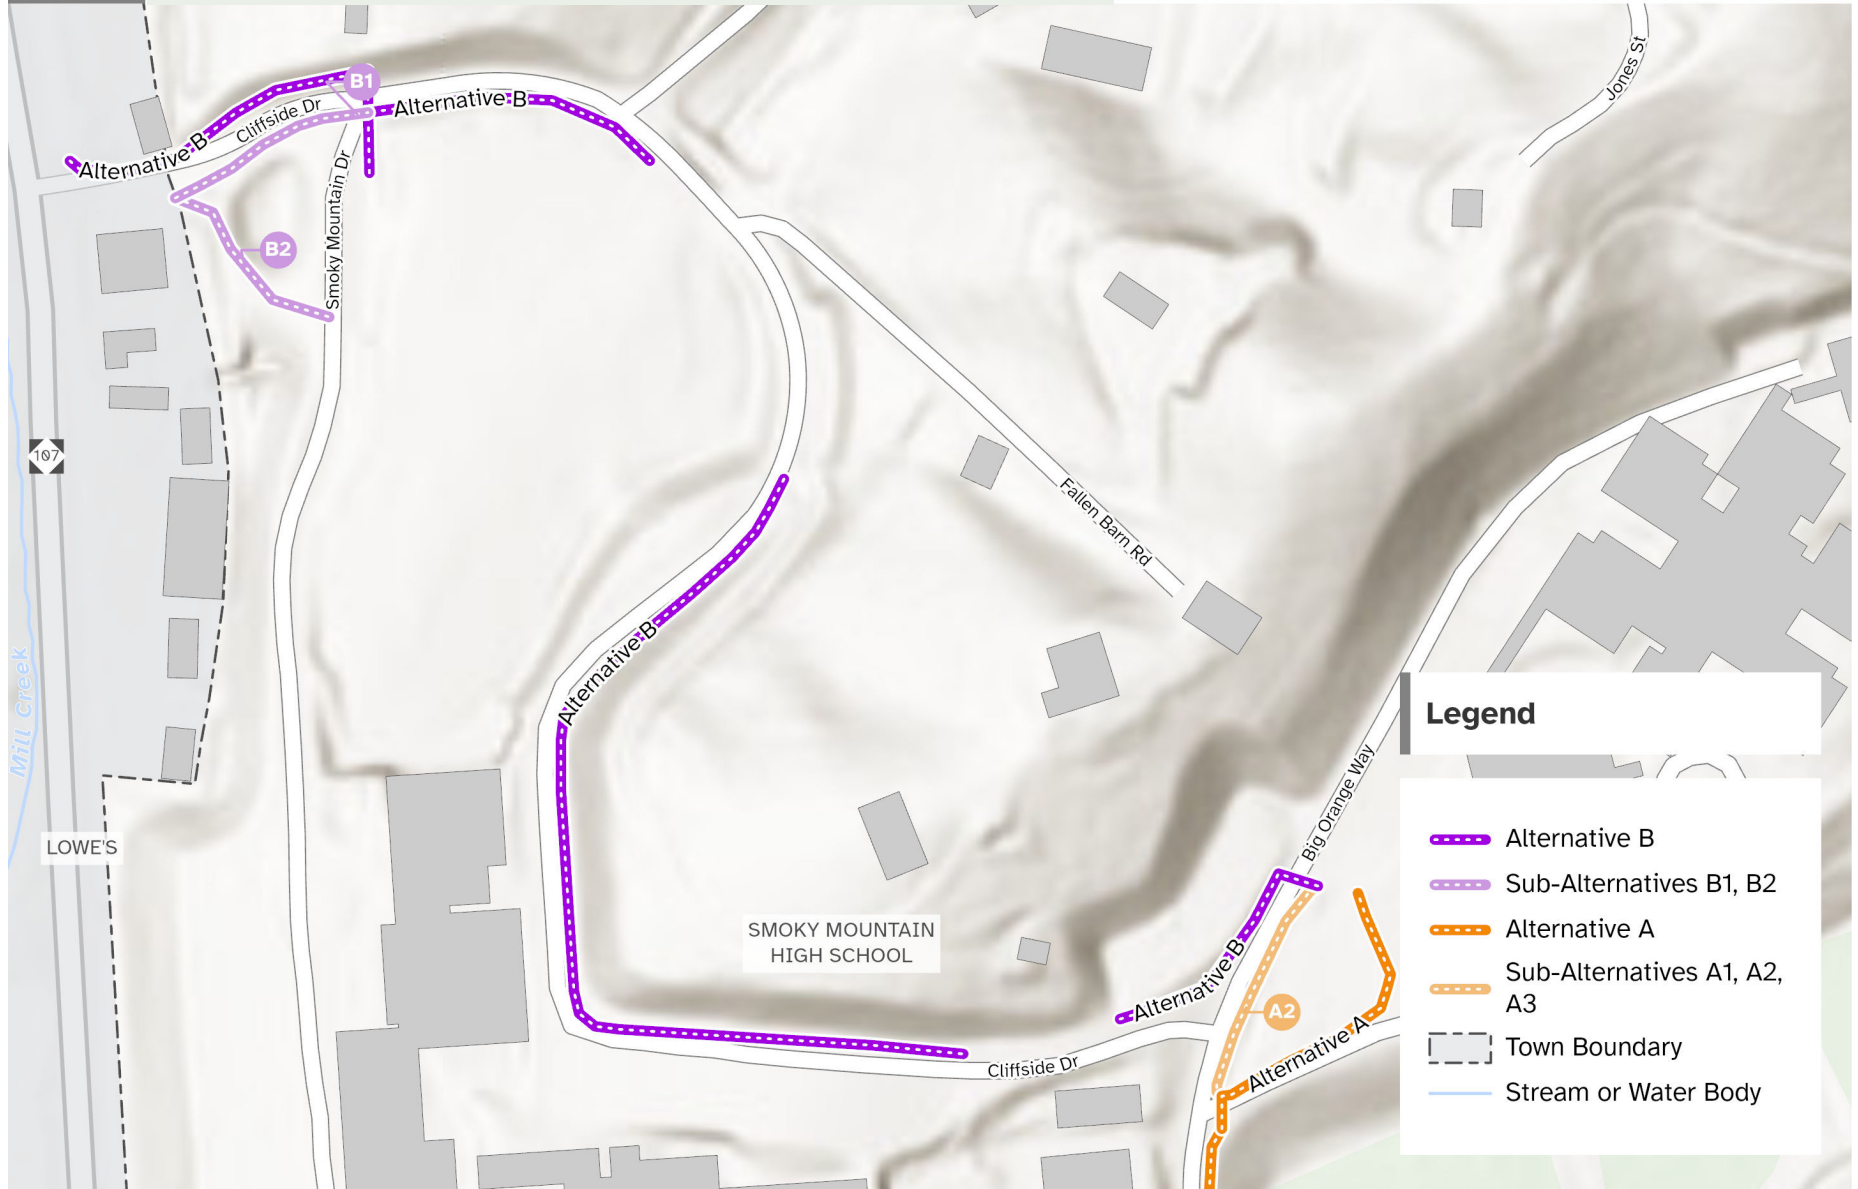 Jones St
B1
Alternative B
Cliffside Dr
Alternative B
Smoky Mountain Dr
B2
107
Fallen Barn Rd
Alternative B
Mill Creek
LOWE'S
SMOKY MOUNTAIN
HIGH SCHOOL
Big Orange Way
Alternative B
A2
Alternative A
Cliffside Dr
Legend
Alternative B
Sub-Alternatives B1, B2
Alternative A
Sub-Alternatives A1, A2,
A3
Town Boundary
Stream or Water Body